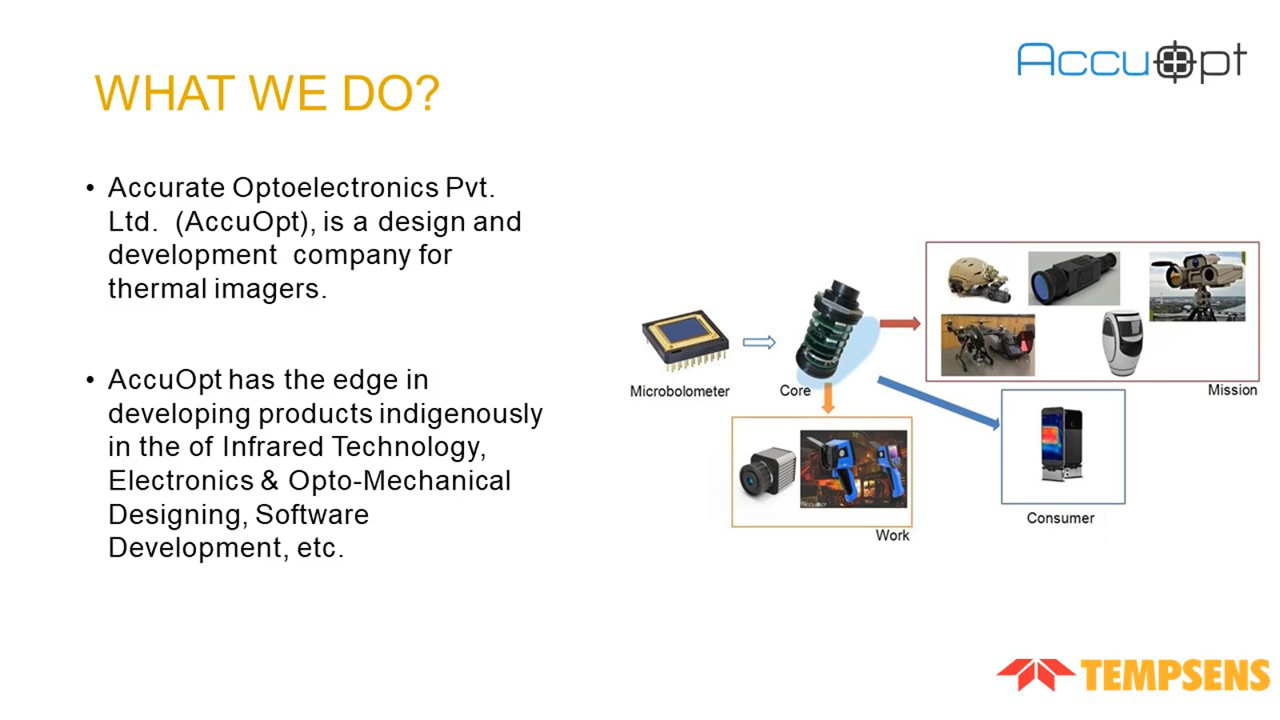 AccuOpt
WHAT WE DO?
• Accurate Optoelectronics Pvt.
Ltd.  (AccuOpt), is a design and
development  company for
thermal imagers.
• AccuOpt has the edge in
developing products indigenously
in the of Infrared Technology,
Electronics & Opto-Mechanical
Designing, Software
Development, etc.
Microbolometer
Core
Mission
Consumer
AccuOpt
Work
TEMPSENS